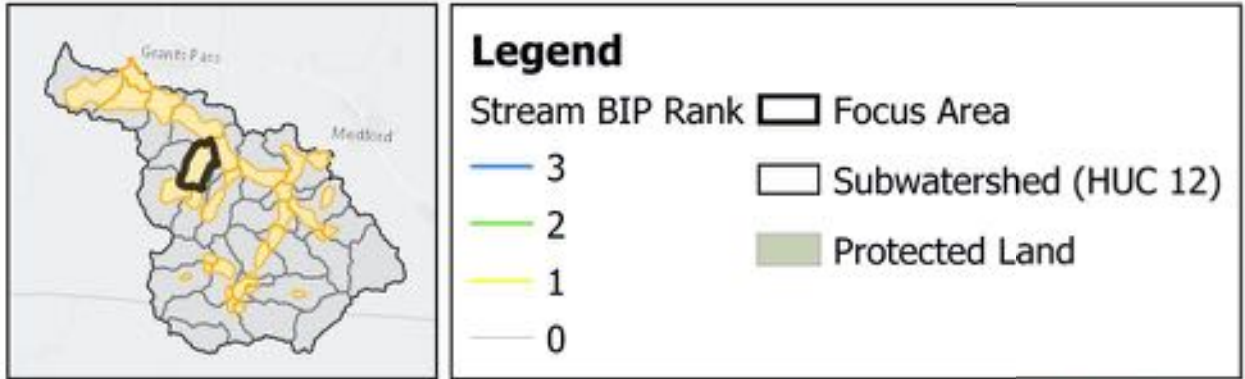 Grants Pass
Medford
Legend
Stream BIP Rank
3
2
1
0
Focus Area
Subwatershed (HUC 12)
Protected Land